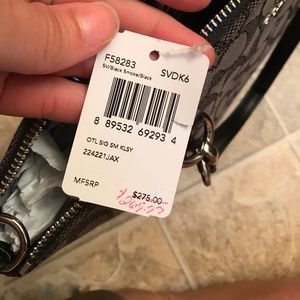 F58283 SVDK6
SV/Black Smoke/Black
8 89532 69293 4
OTL SIG SM KLSY
224221JAX
MFSRP $275.00